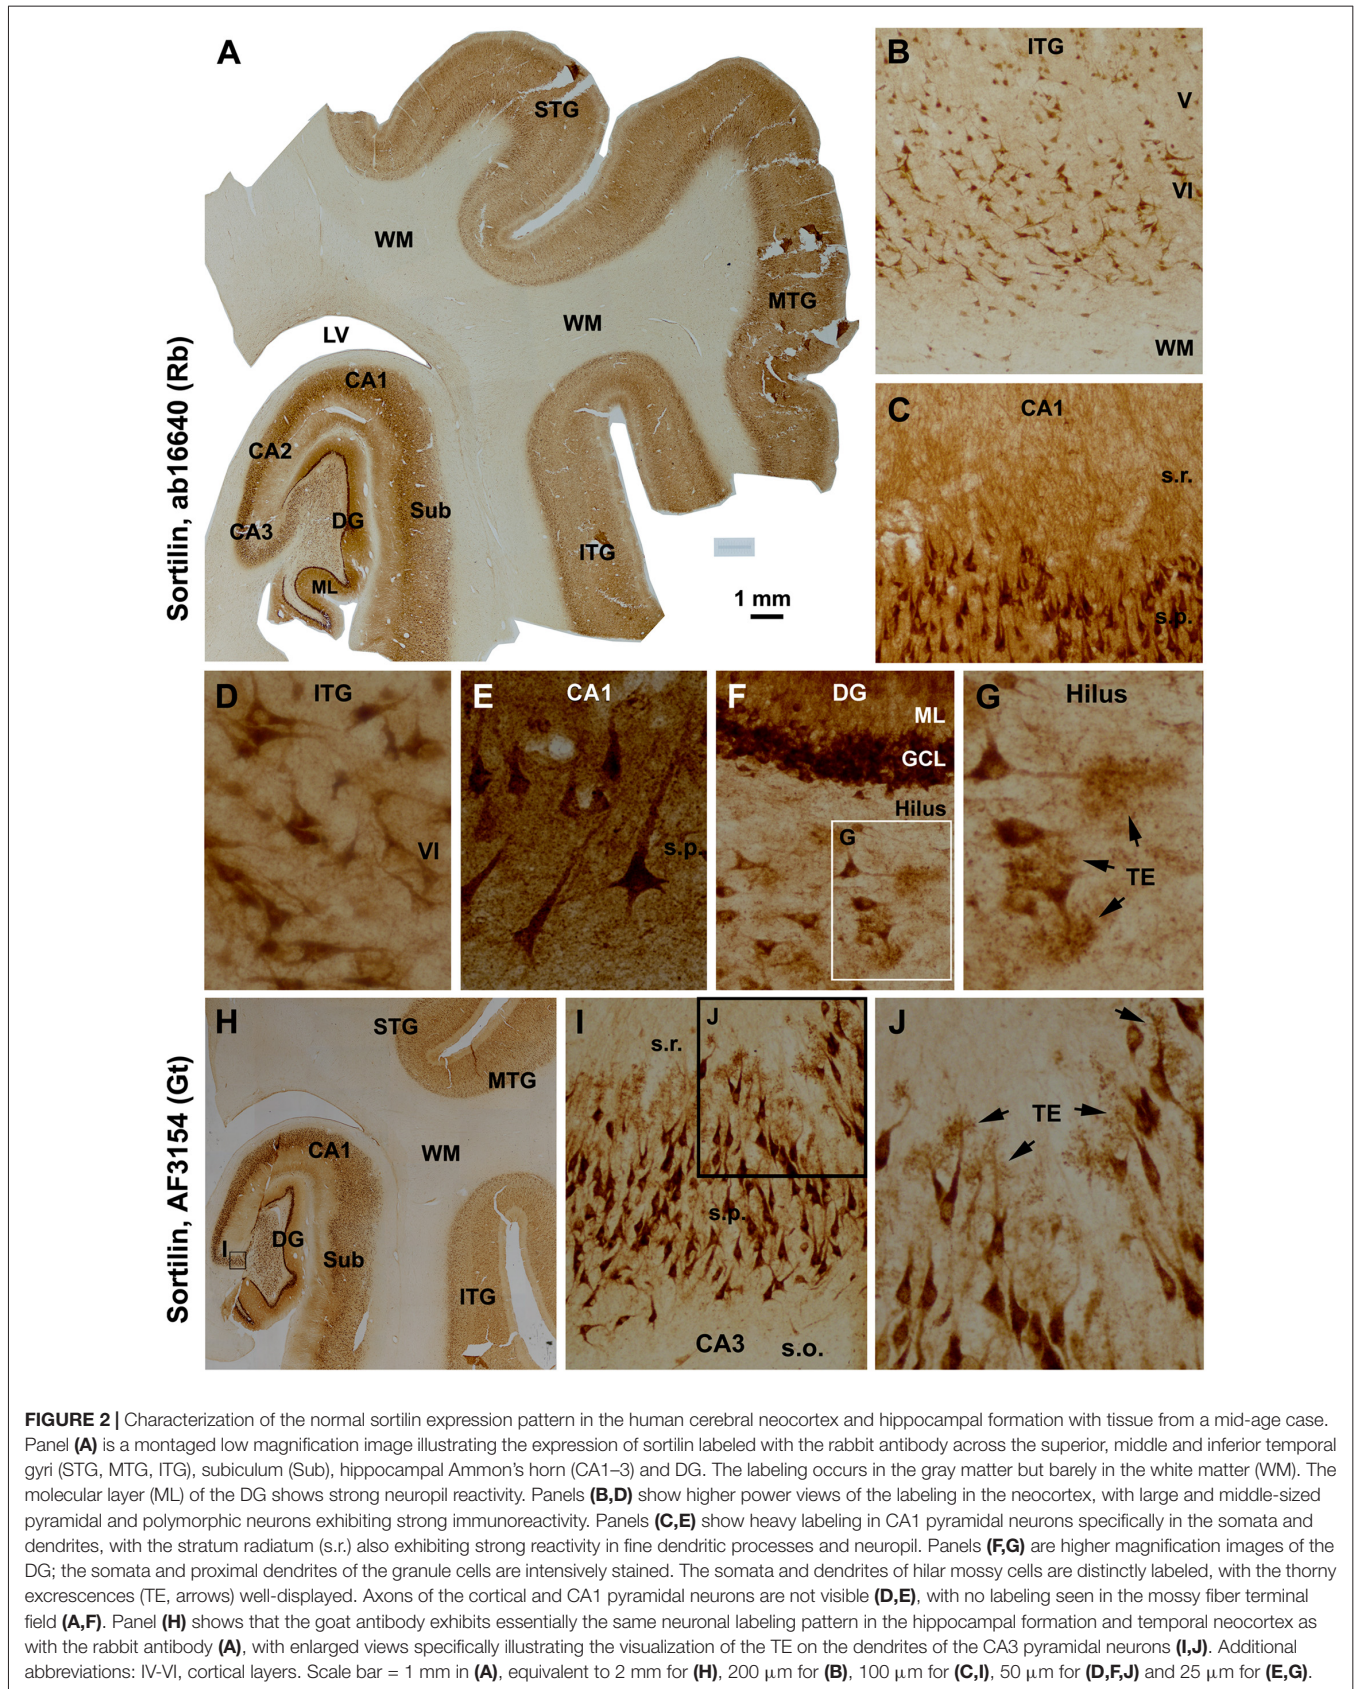 A
STG
WM
WM
MTG
LV
CA1
CA2
CA3
DG
Sub
ML
ITG
1 mm
Sortilin, ab16640 (Rb)
B
ITG
V
VI
WM
C
CA1
s.r.
s.p.
D
ITG
VI
E
CA1
s.p.
F
DG
ML
GCL
Hilus
G
G
Hilus
TE
Sortilin, AF3154 (Gt)
H
STG
MTG
CA1
WM
I
DG
Sub
ITG
I
J
s.r.
s.p.
CA3
s.o.
J
TE
FIGURE 2 | Characterization of the normal sortilin expression pattern in the human cerebral neocortex and hippocampal formation with tissue from a mid-age case.
Panel (A) is a montaged low magnification image illustrating the expression of sortilin labeled with the rabbit antibody across the superior, middle and inferior temporal
gyri (STG, MTG, ITG), subiculum (Sub), hippocampal Ammon's horn (CA1–3) and DG. The labeling occurs in the gray matter but barely in the white matter (WM). The
molecular layer (ML) of the DG shows strong neuropil reactivity. Panels (B,D) show higher power views of the labeling in the neocortex, with large and middle-sized
pyramidal and polymorphic neurons exhibiting strong immunoreactivity. Panels (C,E) show heavy labeling in CA1 pyramidal neurons specifically in the somata and
dendrites, with the stratum radiatum (s.r.) also exhibiting strong reactivity in fine dendritic processes and neuropil. Panels (F,G) are higher magnification images of the
DG; the somata and proximal dendrites of the granule cells are intensively stained. The somata and dendrites of hilar mossy cells are distinctly labeled, with the thorny
excrescences (TE, arrows) well-displayed. Axons of the cortical and CA1 pyramidal neurons are not visible (D,E), with no labeling seen in the mossy fiber terminal
field (A,F). Panel (H) shows that the goat antibody exhibits essentially the same neuronal labeling pattern in the hippocampal formation and temporal neocortex as
with the rabbit antibody (A), with enlarged views specifically illustrating the visualization of the TE on the dendrites of the CA3 pyramidal neurons (I,J). Additional
abbreviations: IV-VI, cortical layers. Scale bar = 1 mm in (A), equivalent to 2 mm for (H), 200 μm for (B), 100 μm for (C,I), 50 μm for (D,F,J) and 25 μm for (E,G).